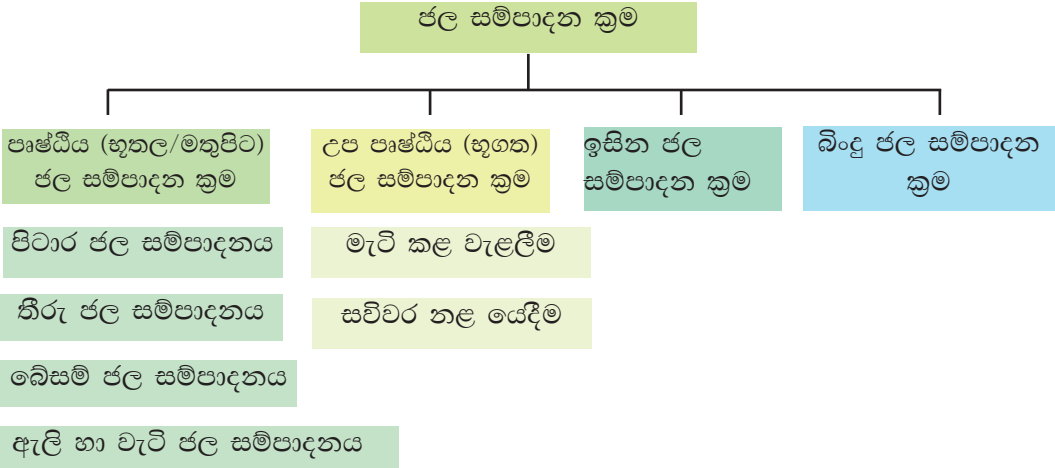 ජල සම්පාදන ක්‍රම
පෘෂ්ඨිය (භූතල/මතුපිට)
ජල සම්පාදන ක්‍රම
උප පෘෂ්ඨිය (භූගත)
ජල සම්පාදන ක්‍රම
ඉසින ජල
සම්පාදන ක්‍රම
බිංදු ජල සම්පාදන
ක්‍රම
පිටාර ජල සම්පාදනය
තීරු ජල සම්පාදනය
බේසම් ජල සම්පාදනය
ඇලි හා වැටි ජල සම්පාදනය
මැටි කළ වැළලීම
සවිවර නළ යෙදීම